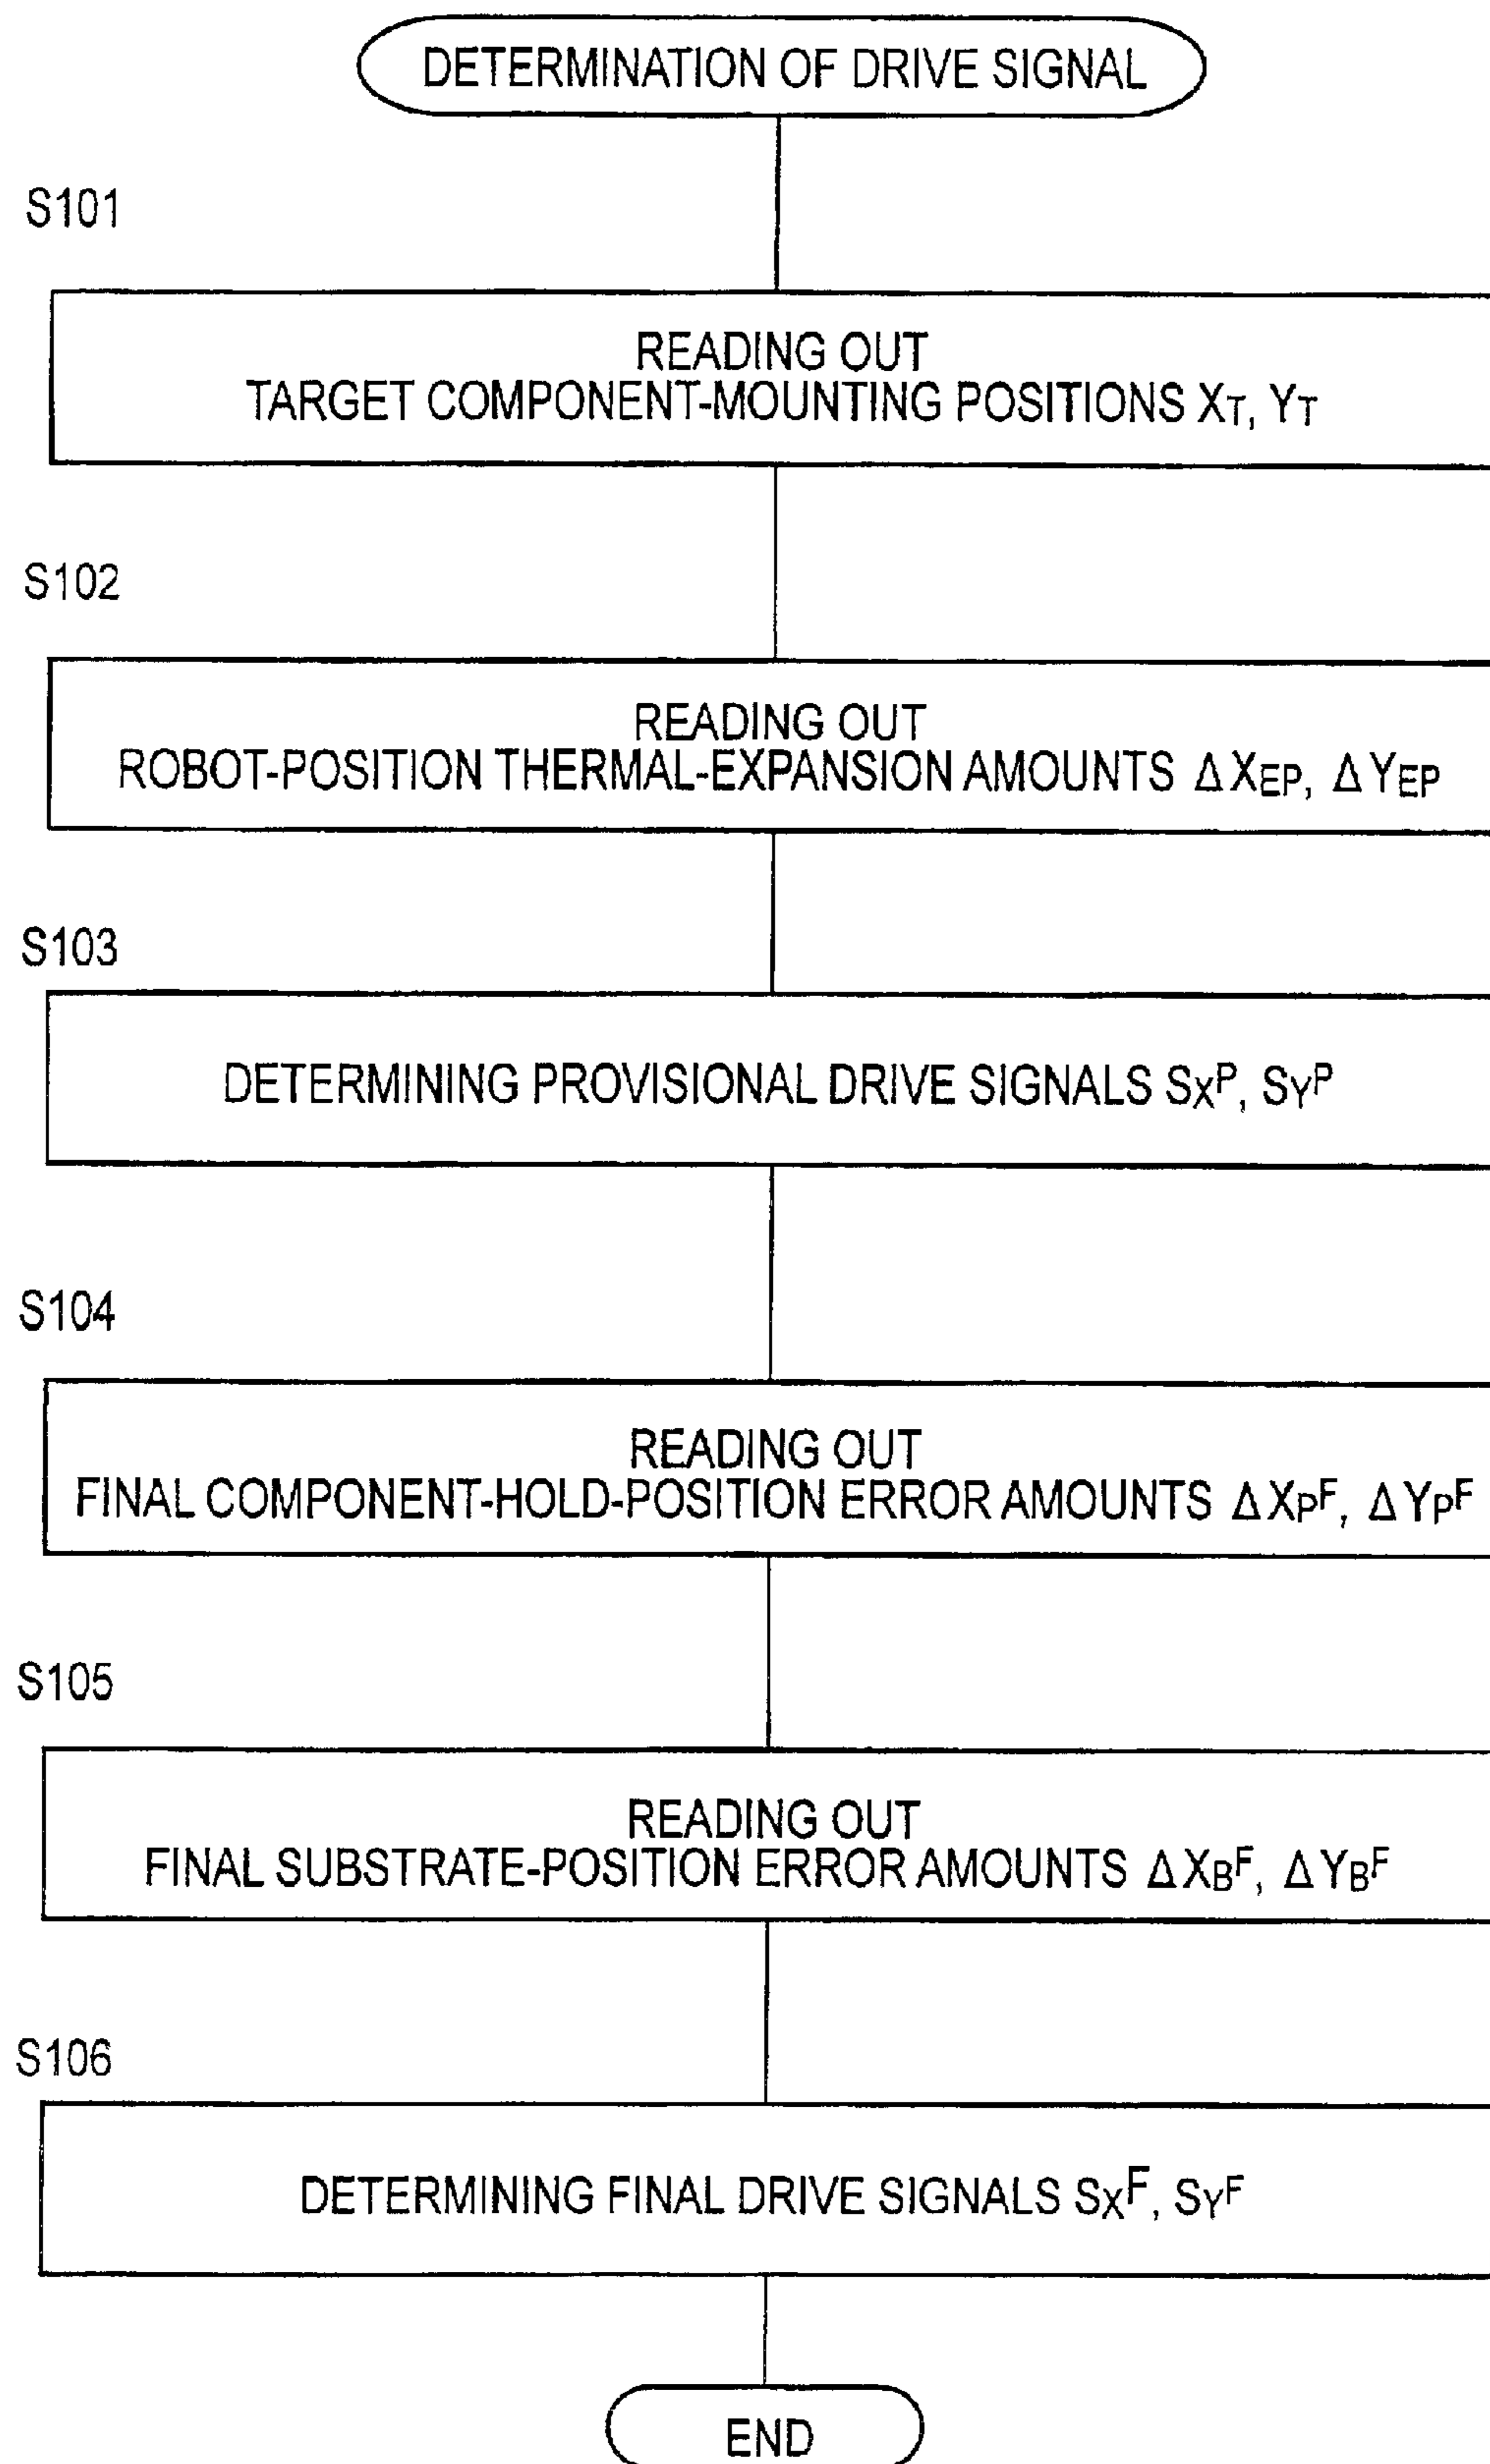 DETERMINATION OF DRIVE SIGNAL
S101
READING OUT
TARGET COMPONENT-MOUNTING POSITIONS XT, YT
S102
READING OUT
ROBOT-POSITION THERMAL-EXPANSION AMOUNTS ΔXEP, ΔYEP
S103
DETERMINING PROVISIONAL DRIVE SIGNALS SXP, SYP
S104
READING OUT
FINAL COMPONENT-HOLD-POSITION ERROR AMOUNTS ΔXPF, ΔYPF
S105
READING OUT
FINAL SUBSTRATE-POSITION ERROR AMOUNTS ΔXBF, ΔYBF
S106
DETERMINING FINAL DRIVE SIGNALS SXF, SYF
END